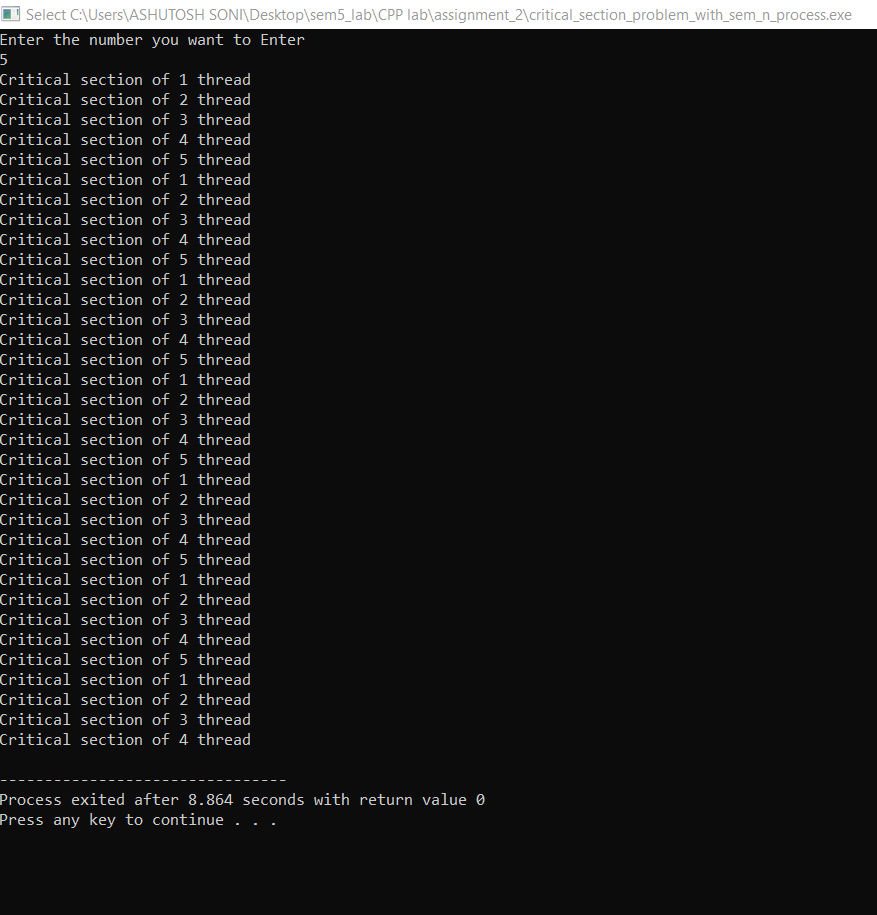 Select C:\Users\ASHUTOSH SONI\Desktop\sem5_lab\CPP lab\assignment_2\critical_section_problem_with_sem_n_process.exe
Enter the number you want to Enter
5
Critical section of 1 thread
Critical section of 2 thread
Critical section of 3 thread
Critical section of 4 thread
Critical section of 5 thread
Critical section of 1 thread
Critical section of 2 thread
Critical section of 3 thread
Critical section of 4 thread
Critical section of 5 thread
Critical section of 1 thread
Critical section of 2 thread
Critical section of 3 thread
Critical section of 4 thread
Critical section of 5 thread
Critical section of 1 thread
Critical section of 2 thread
Critical section of 3 thread
Critical section of 4 thread
Critical section of 5 thread
Critical section of 1 thread
Critical section of 2 thread
Critical section of 3 thread
Critical section of 4 thread
Critical section of 5 thread
Critical section of 1 thread
Critical section of 2 thread
Critical section of 3 thread
Critical section of 4 thread
Critical section of 5 thread
Critical section of 1 thread
Critical section of 2 thread
Critical section of 3 thread
Critical section of 4 thread
--------------------------------
Process exited after 8.864 seconds with return value 0
Press any key to continue . . .